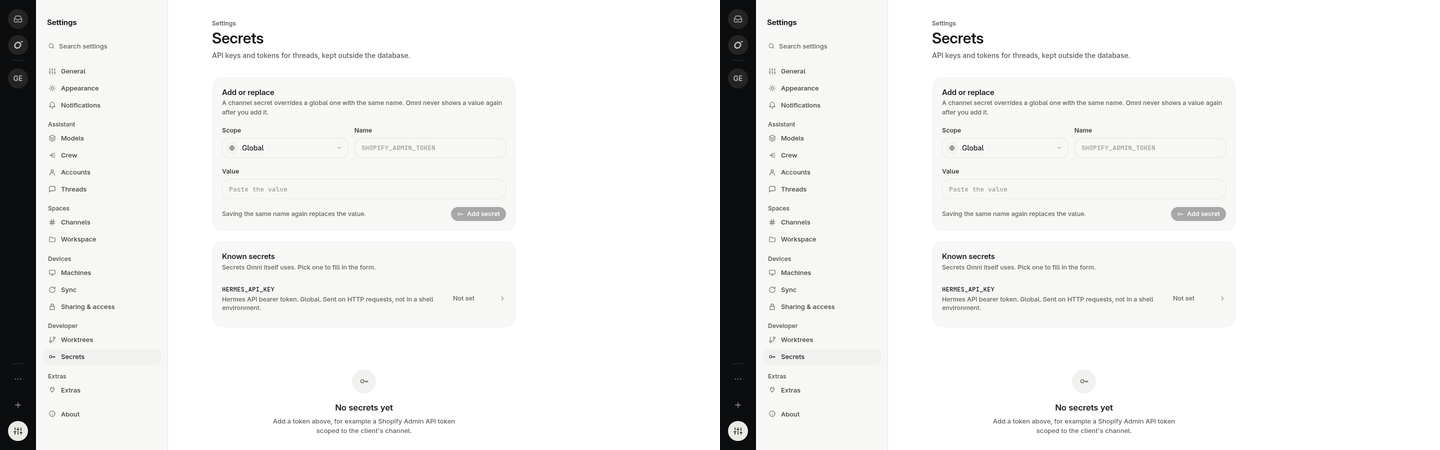 Settings
Search settings
GE
General
Appearance
Notifications
Assistant
Models
Crew
Accounts
Threads
Spaces
Channels
Workspace
Devices
Machines
Sync
Sharing & access
Developer
Worktrees
Secrets
Extras
Extras
About
Settings
Secrets
API keys and tokens for threads, kept outside the database.
Add or replace
A channel secret overrides a global one with the same name. Omni never shows a value again
after you add it.
Scope
Name
Global
SHOPIFY_ADMIN_TOKEN
Value
Paste the value
Saving the same name again replaces the value.
Add secret
Known secrets
Secrets Omni itself uses. Pick one to fill in the form.
HERMES_API_KEY
Hermes API bearer token. Global. Sent on HTTP requests, not in a shell
environment.
Not set
No secrets yet
Add a token above, for example a Shopify Admin API token
scoped to the client's channel.
Settings
Search settings
GE
General
Appearance
Notifications
Assistant
Models
Crew
Accounts
Threads
Spaces
Channels
Workspace
Devices
Machines
Sync
Sharing & access
Developer
Worktrees
Secrets
Extras
Extras
About
Settings
Secrets
API keys and tokens for threads, kept outside the database.
Add or replace
A channel secret overrides a global one with the same name. Omni never shows a value again
after you add it.
Scope
Name
Global
SHOPIFY_ADMIN_TOKEN
Value
Paste the value
Saving the same name again replaces the value.
Add secret
Known secrets
Secrets Omni itself uses. Pick one to fill in the form.
HERMES_API_KEY
Hermes API bearer token. Global. Sent on HTTP requests, not in a shell
environment.
Not set
No secrets yet
Add a token above, for example a Shopify Admin API token
scoped to the client's channel.